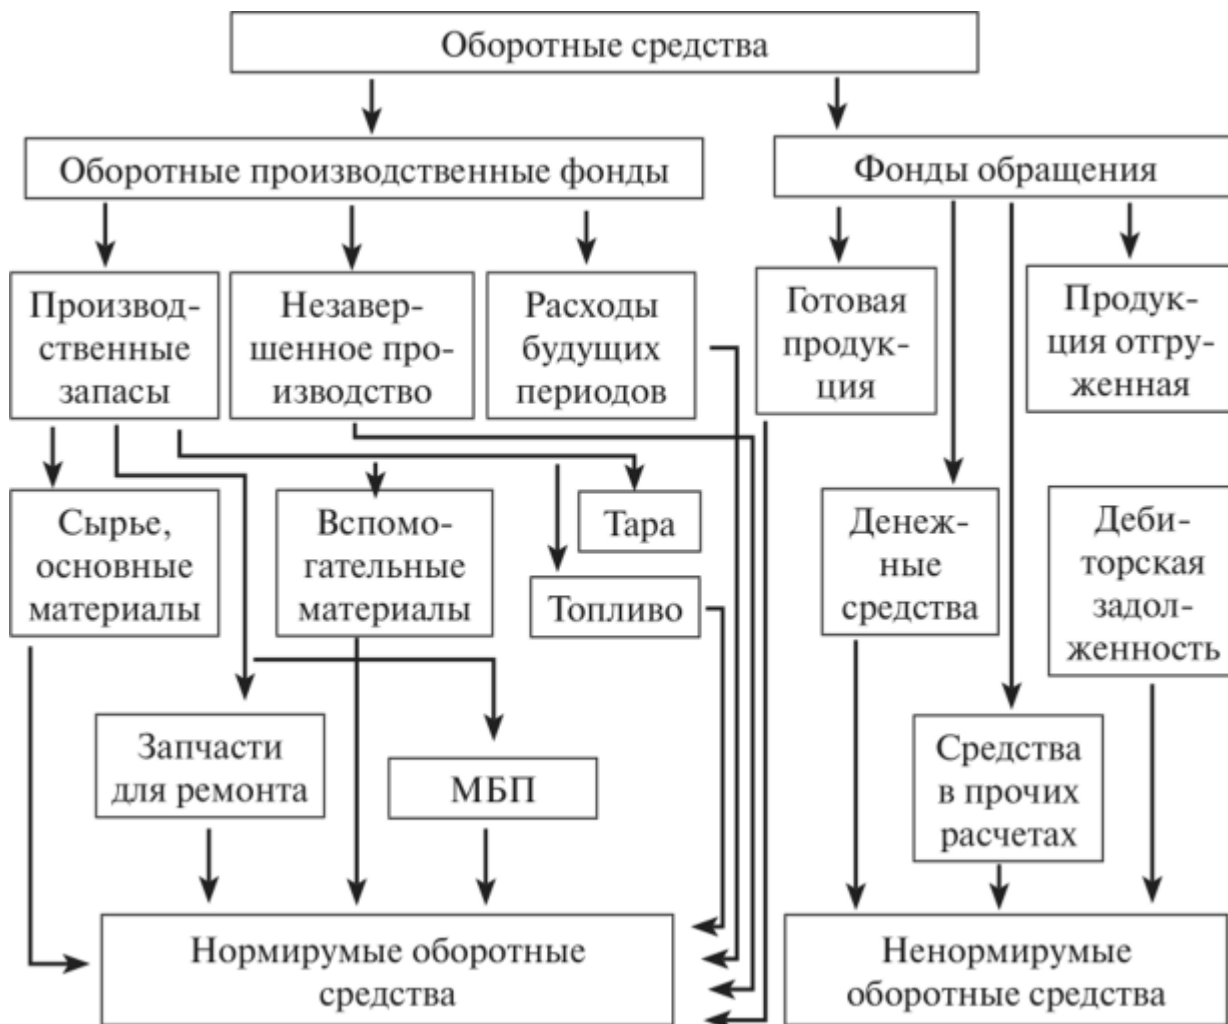 Оборотные средства
Оборотные производственные фонды
Фонды обращения
Производ-
ственные
запасы
Незавер-
шенное про-
изводство
Расходы
будущих
периодов
Готовая
продук-
ция
Продук-
ция отгру-
женная
Сырье,
основные
материалы
Вспомо-
гательные
материалы
Тара
Топливо
Денеж-
ные
средства
Деби-
торская
задол-
женность
Запчасти
для ремонта
МБП
Средства
в прочих
расчетах
Нормирумые оборотные
средства
Ненормирумые
оборотные средства